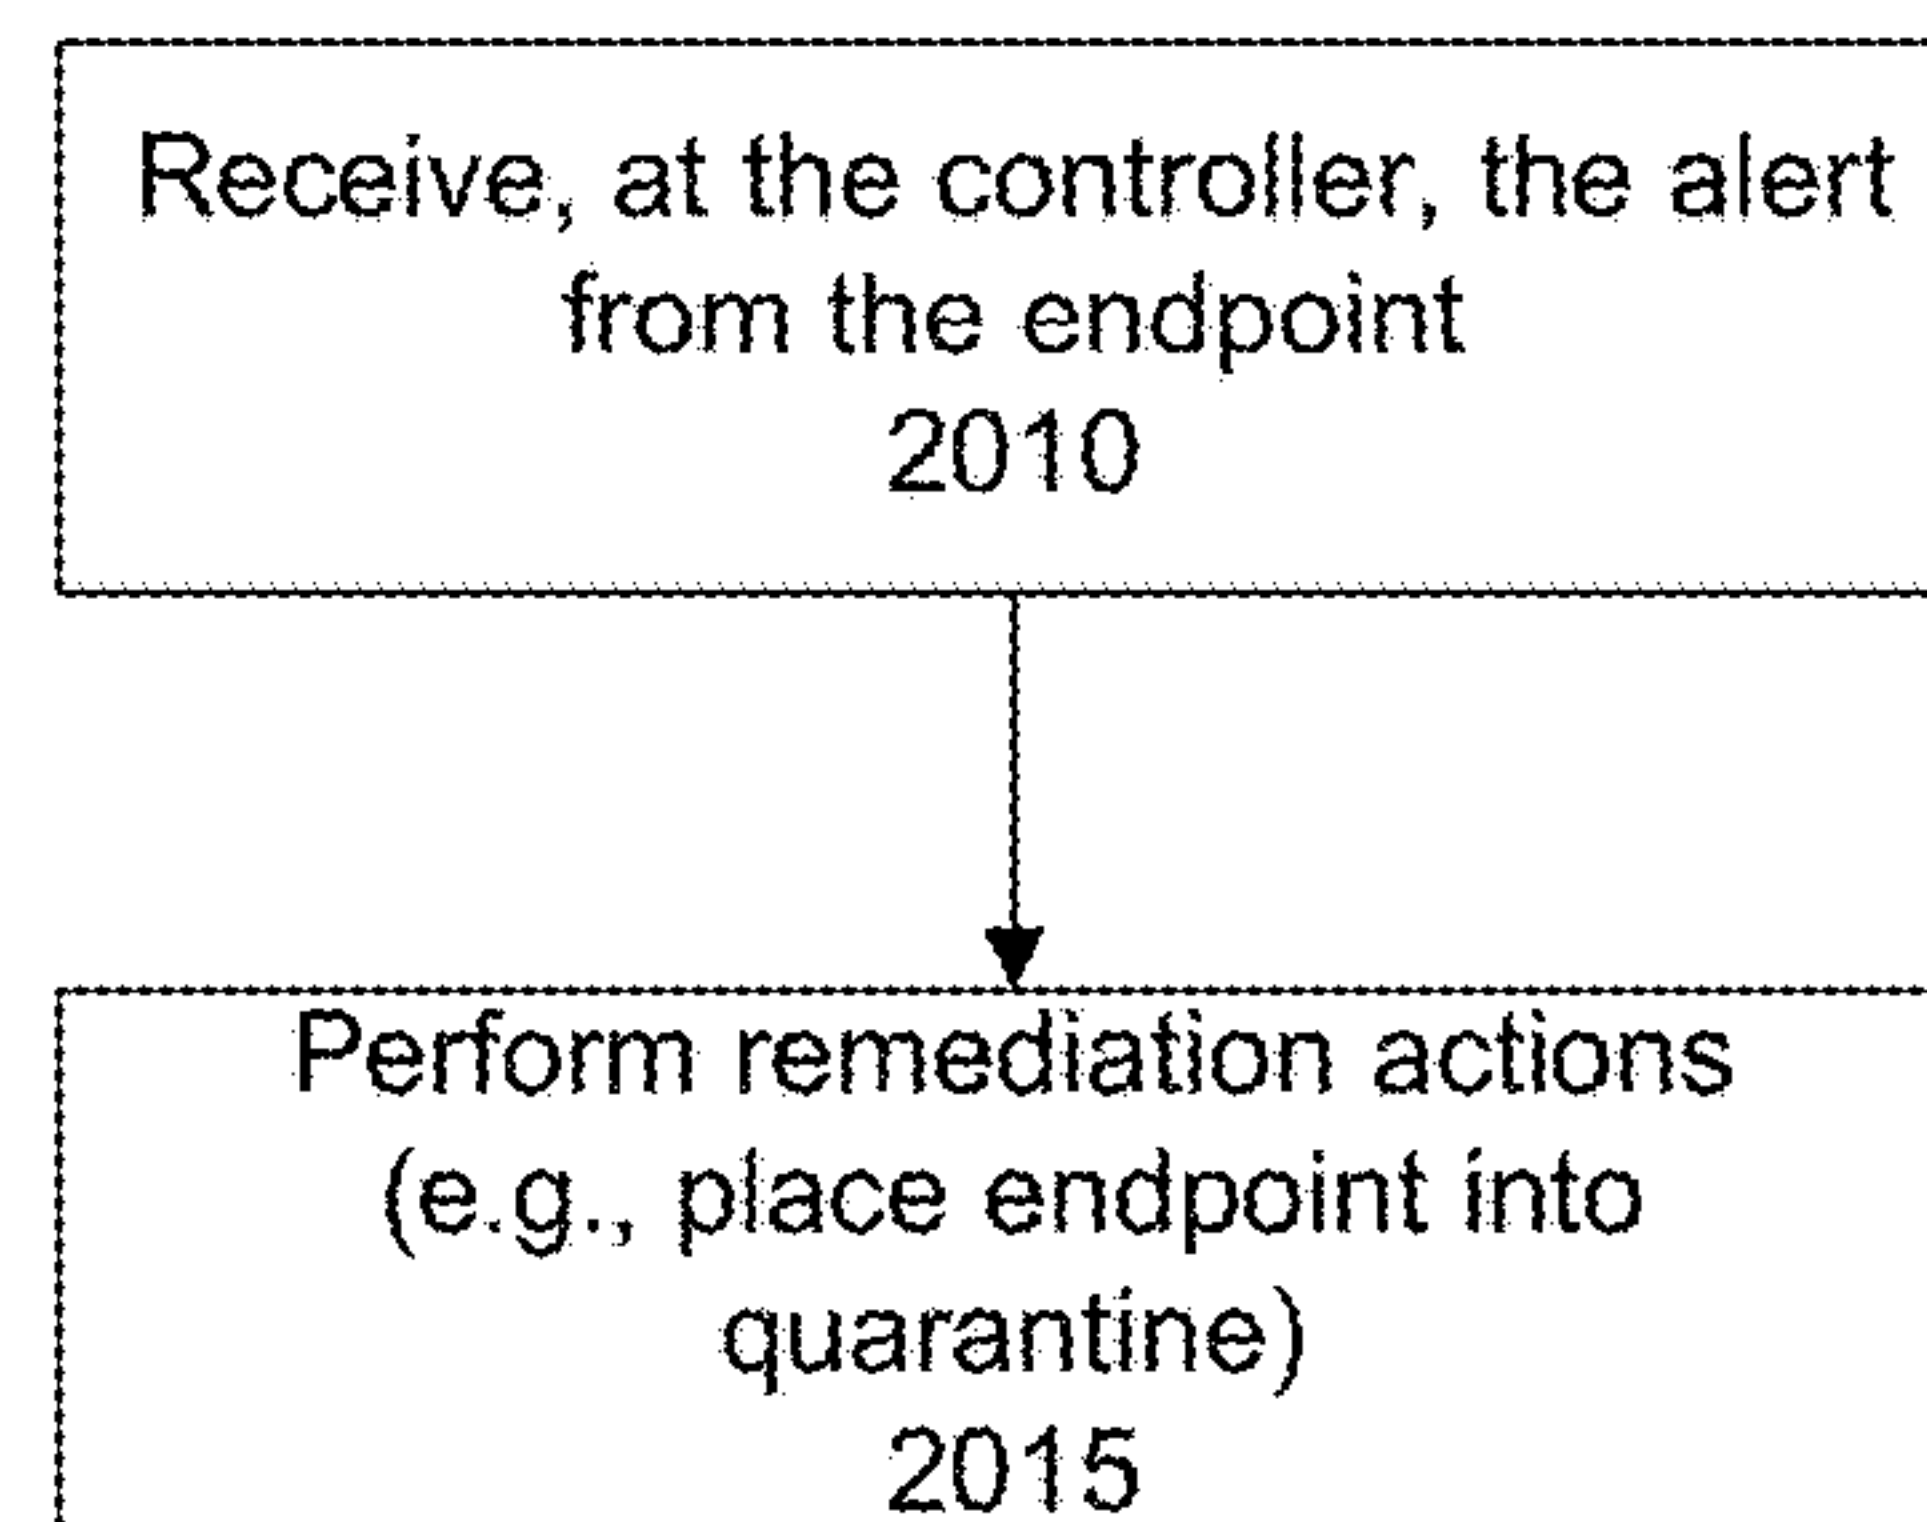 Receive, at the controller, the alert
from the endpoint
2010
Perform remediation actions
(e.g., place endpoint into
quarantine)
2015